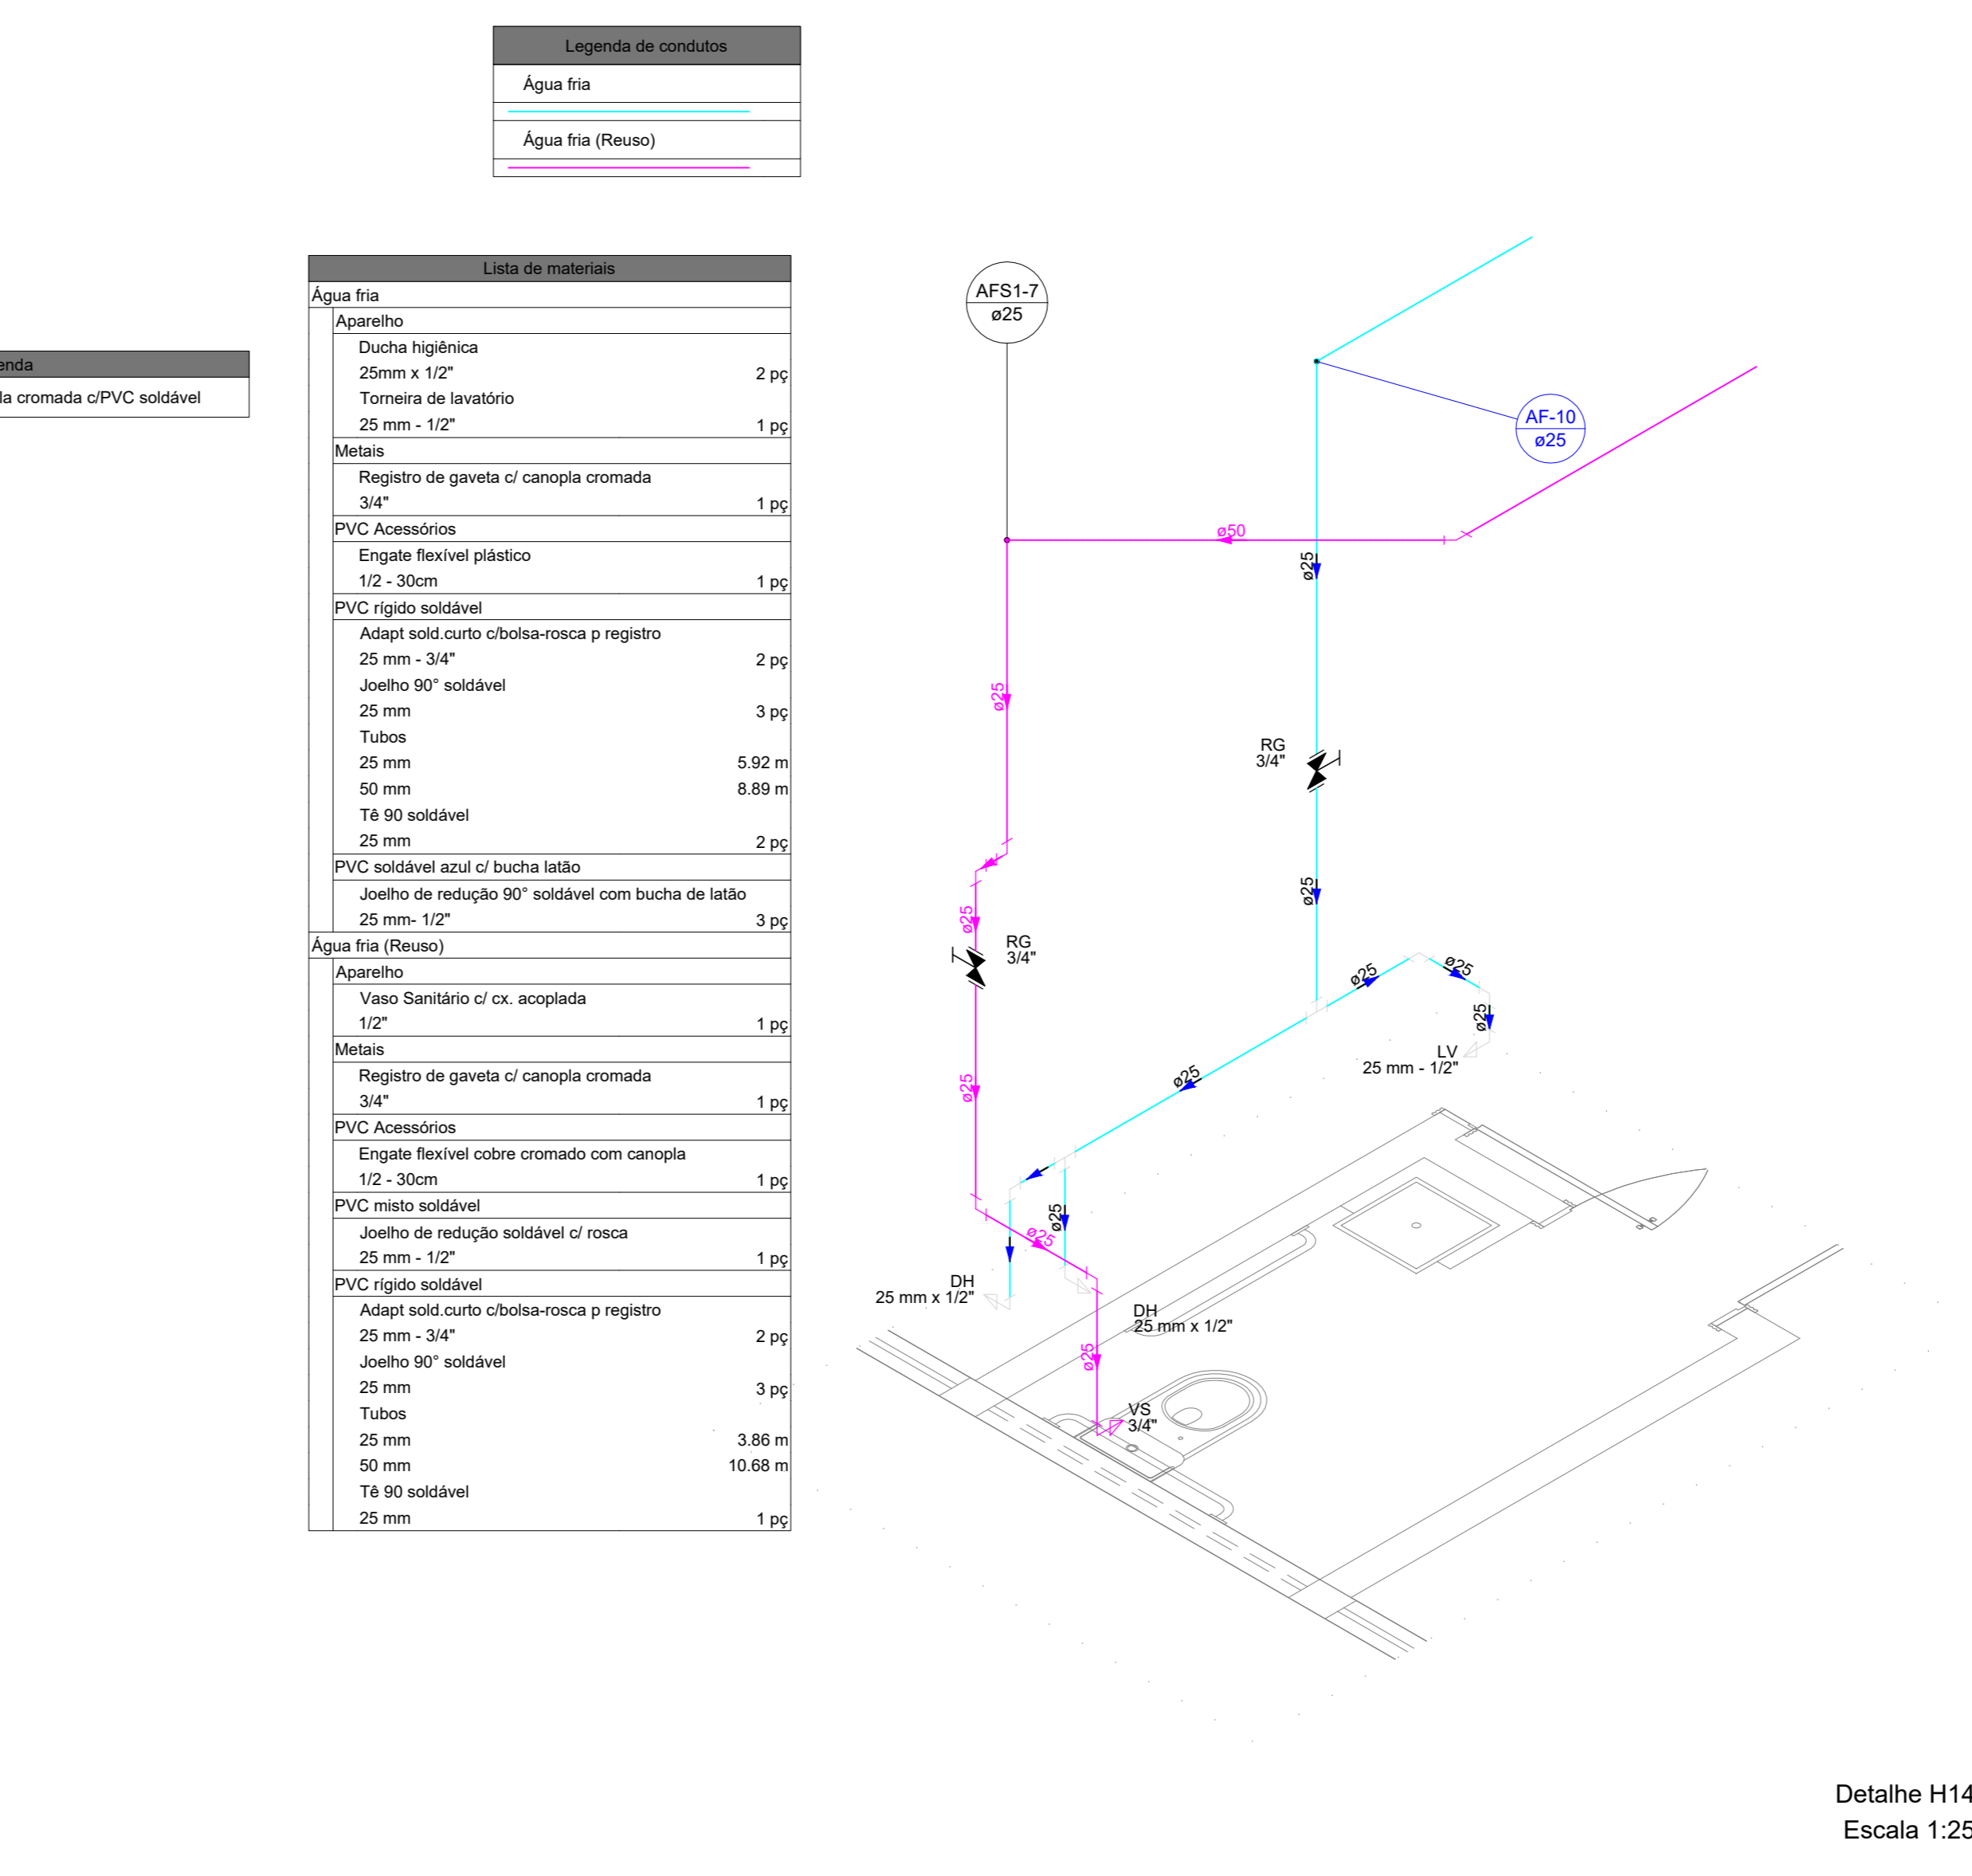 Legenda de condutos
Água fria
Água fria (Reuso)
enda
la cromada c/PVC soldável
Lista de materiais
Água fria
Aparelho
Ducha higiênica
25mm x 1/2" 2 pç
Torneira de lavatório
25 mm - 1/2" 1 pç
Metais
Registro de gaveta c/ canopla cromada
3/4" 1 pç
PVC Acessórios
Engate flexível plástico
1/2 - 30cm 1 pç
PVC rígido soldável
Adapt sold.curto c/bolsa-rosca p registro
25 mm - 3/4" 2 pç
Joelho 90° soldável
25 mm 3 pç
Tubos
25 mm 5.92 m
50 mm 8.89 m
Tê 90 soldável
25 mm 2 pç
PVC soldável azul c/ bucha latão
Joelho de redução 90° soldável com bucha de latão
25 mm- 1/2" 3 pç
Água fria (Reuso)
Aparelho
Vaso Sanitário c/ cx. acoplada
1/2" 1 pç
Metais
Registro de gaveta c/ canopla cromada
3/4" 1 pç
PVC Acessórios
Engate flexível cobre cromado com canopla
1/2 - 30cm 1 pç
PVC misto soldável
Joelho de redução soldável c/ rosca
25 mm - 1/2" 1 pç
PVC rígido soldável
Adapt sold.curto c/bolsa-rosca p registro
25 mm - 3/4" 2 pç
Joelho 90° soldável
25 mm 3 pç
Tubos
25 mm 3.86 m
50 mm 10.68 m
Tê 90 soldável
25 mm 1 pç
AFS1-7
ø25
AF-10
ø25
ø50
ø25
ø25
RG
3/4"
ø25
ø25
RG
3/4"
ø25
ø25
ø25
LV
25 mm - 1/2"
ø25
ø25
ø25
ø25
DH
25 mm x 1/2"
DH
25 mm x 1/2"
ø25
VS
3/4"
Detalhe H14
Escala 1:25